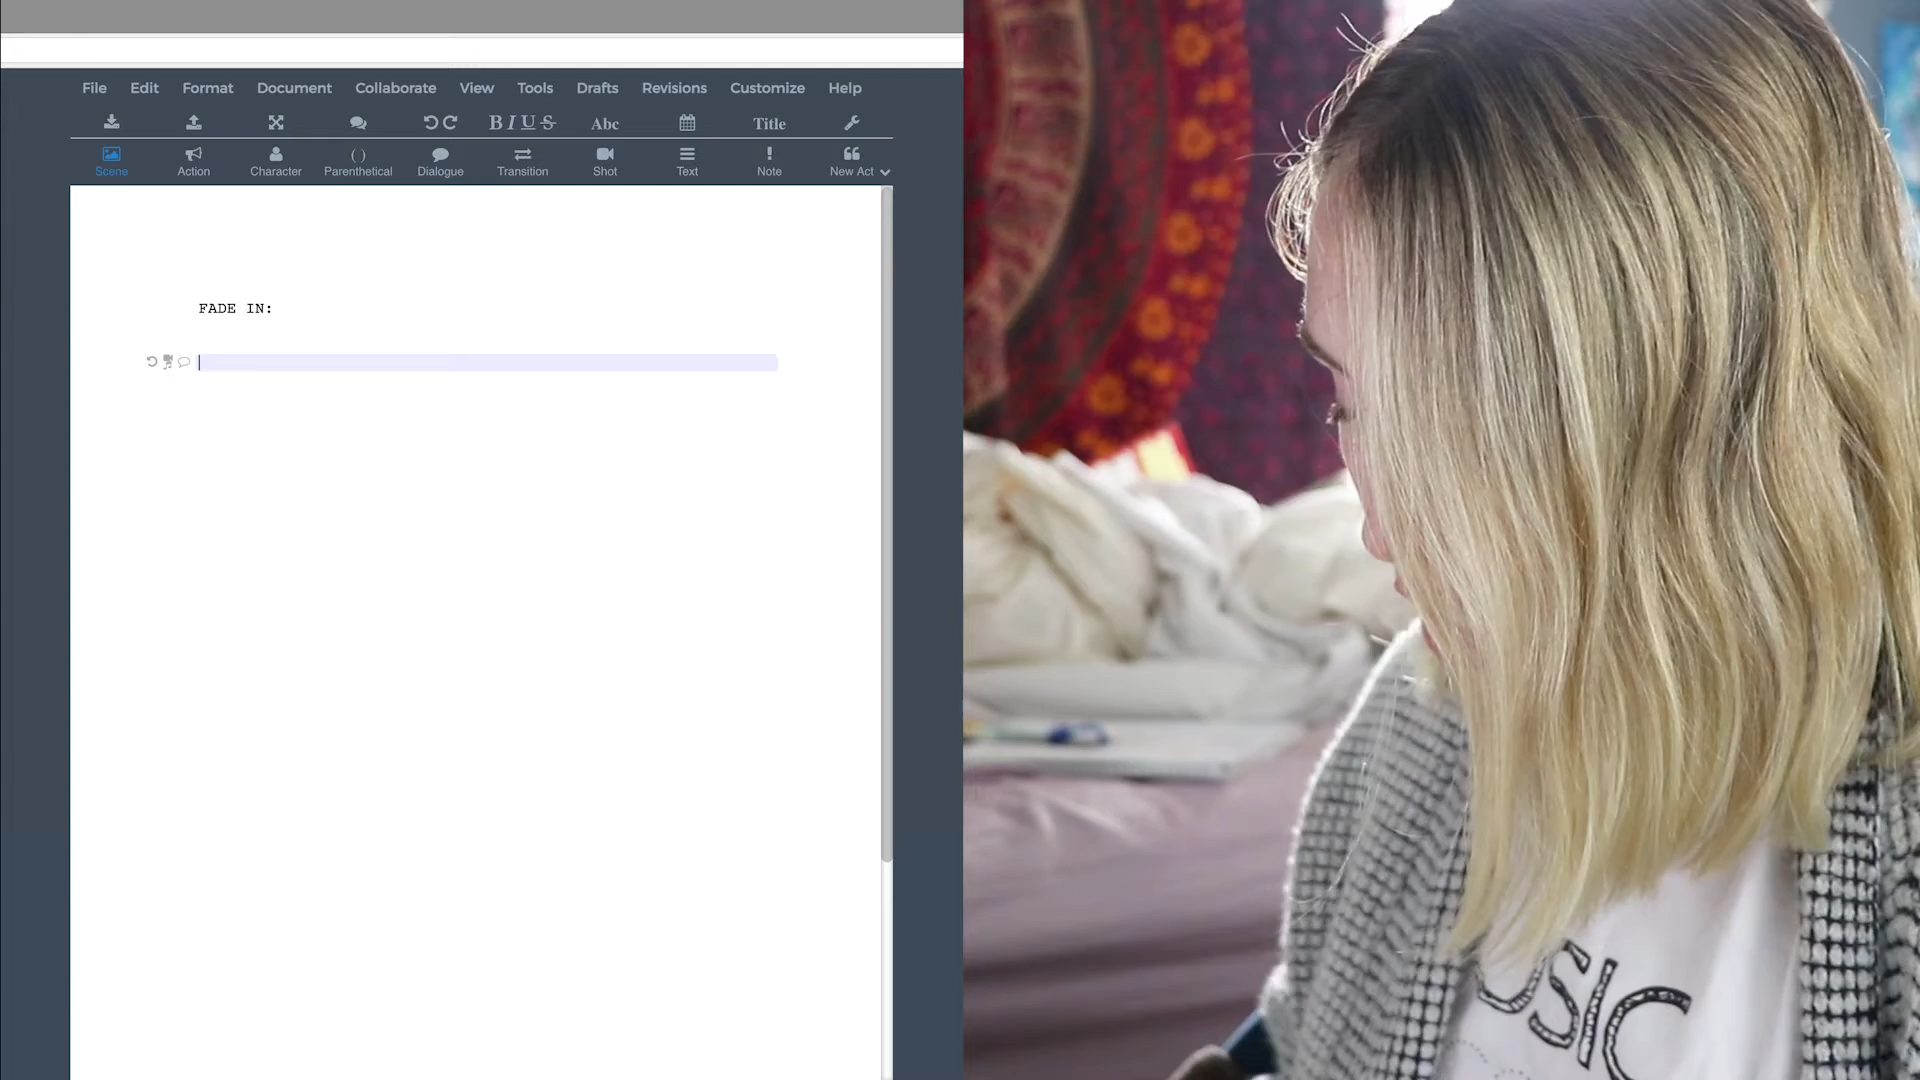 File Edit Format Document Collaborate View Tools Drafts Revisions Customize Help
B I U S Abc Title
Scene Action Character ( ) Parenthetical Dialogue Transition Shot Text ! Note New Act
FADE IN:
USIC